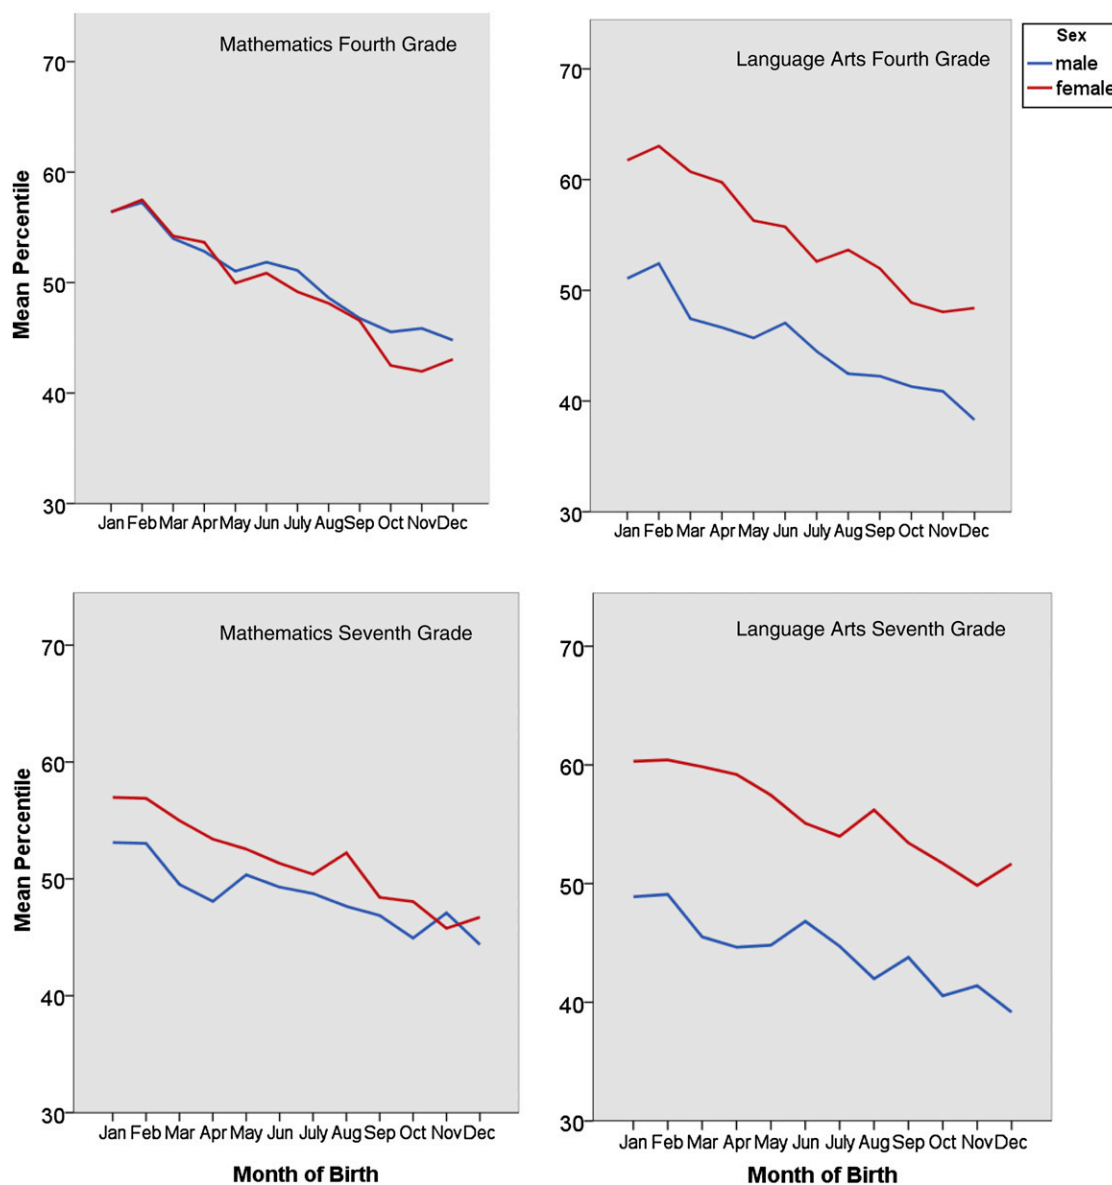 Mathematics Fourth Grade
70
60
50
40
30
Mean Percentile
Jan Feb Mar Apr May Jun July Aug Sep Oct Nov Dec
Language Arts Fourth Grade
70
60
50
40
30
Jan Feb Mar Apr May Jun July Aug Sep Oct Nov Dec
Sex
male
female
Mathematics Seventh Grade
70
60
50
40
30
Mean Percentile
Jan Feb Mar Apr May Jun July Aug Sep Oct Nov Dec
Month of Birth
Language Arts Seventh Grade
70
60
50
40
30
Jan Feb Mar Apr May Jun July Aug Sep Oct Nov Dec
Month of Birth